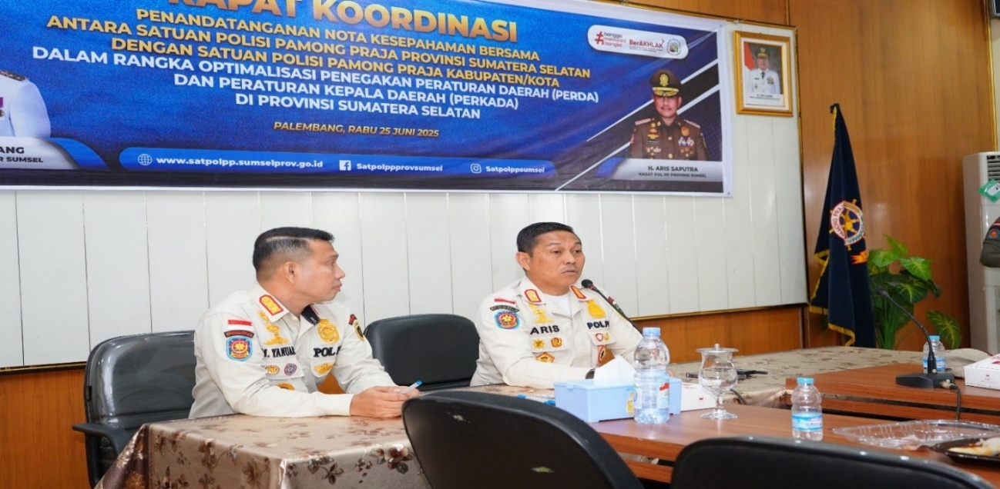 RAPAT KOORDINASI
PENANDATANGANAN NOTA KESEPAHAMAN BERSAMA
ANTARA SATUAN POLISI PAMONG PRAJA PROVINSI SUMATERA SELATAN
DENGAN SATUAN POLISI PAMONG PRAJA KABUPATEN/KOTA
DALAM RANGKA OPTIMALISASI PENEGAKAN PERATURAN DAERAH (PERDA)
DAN PERATURAN KEPALA DAERAH (PERKADA)
DI PROVINSI SUMATERA SELATAN
PALEMBANG, RABU 25 JUNI 2025
ANG
R SUMSEL
www.satpolpp.sumselprov.go.id
Satpolppprovsumsel
Satpolppsumsel
#bangga melayani bangsa
BerAKHLAK
H. ARIS SAPUTRA
KASAT POL PP PROVINSI SUMSEL
Y. YANUAR
POL
ARIS
POL